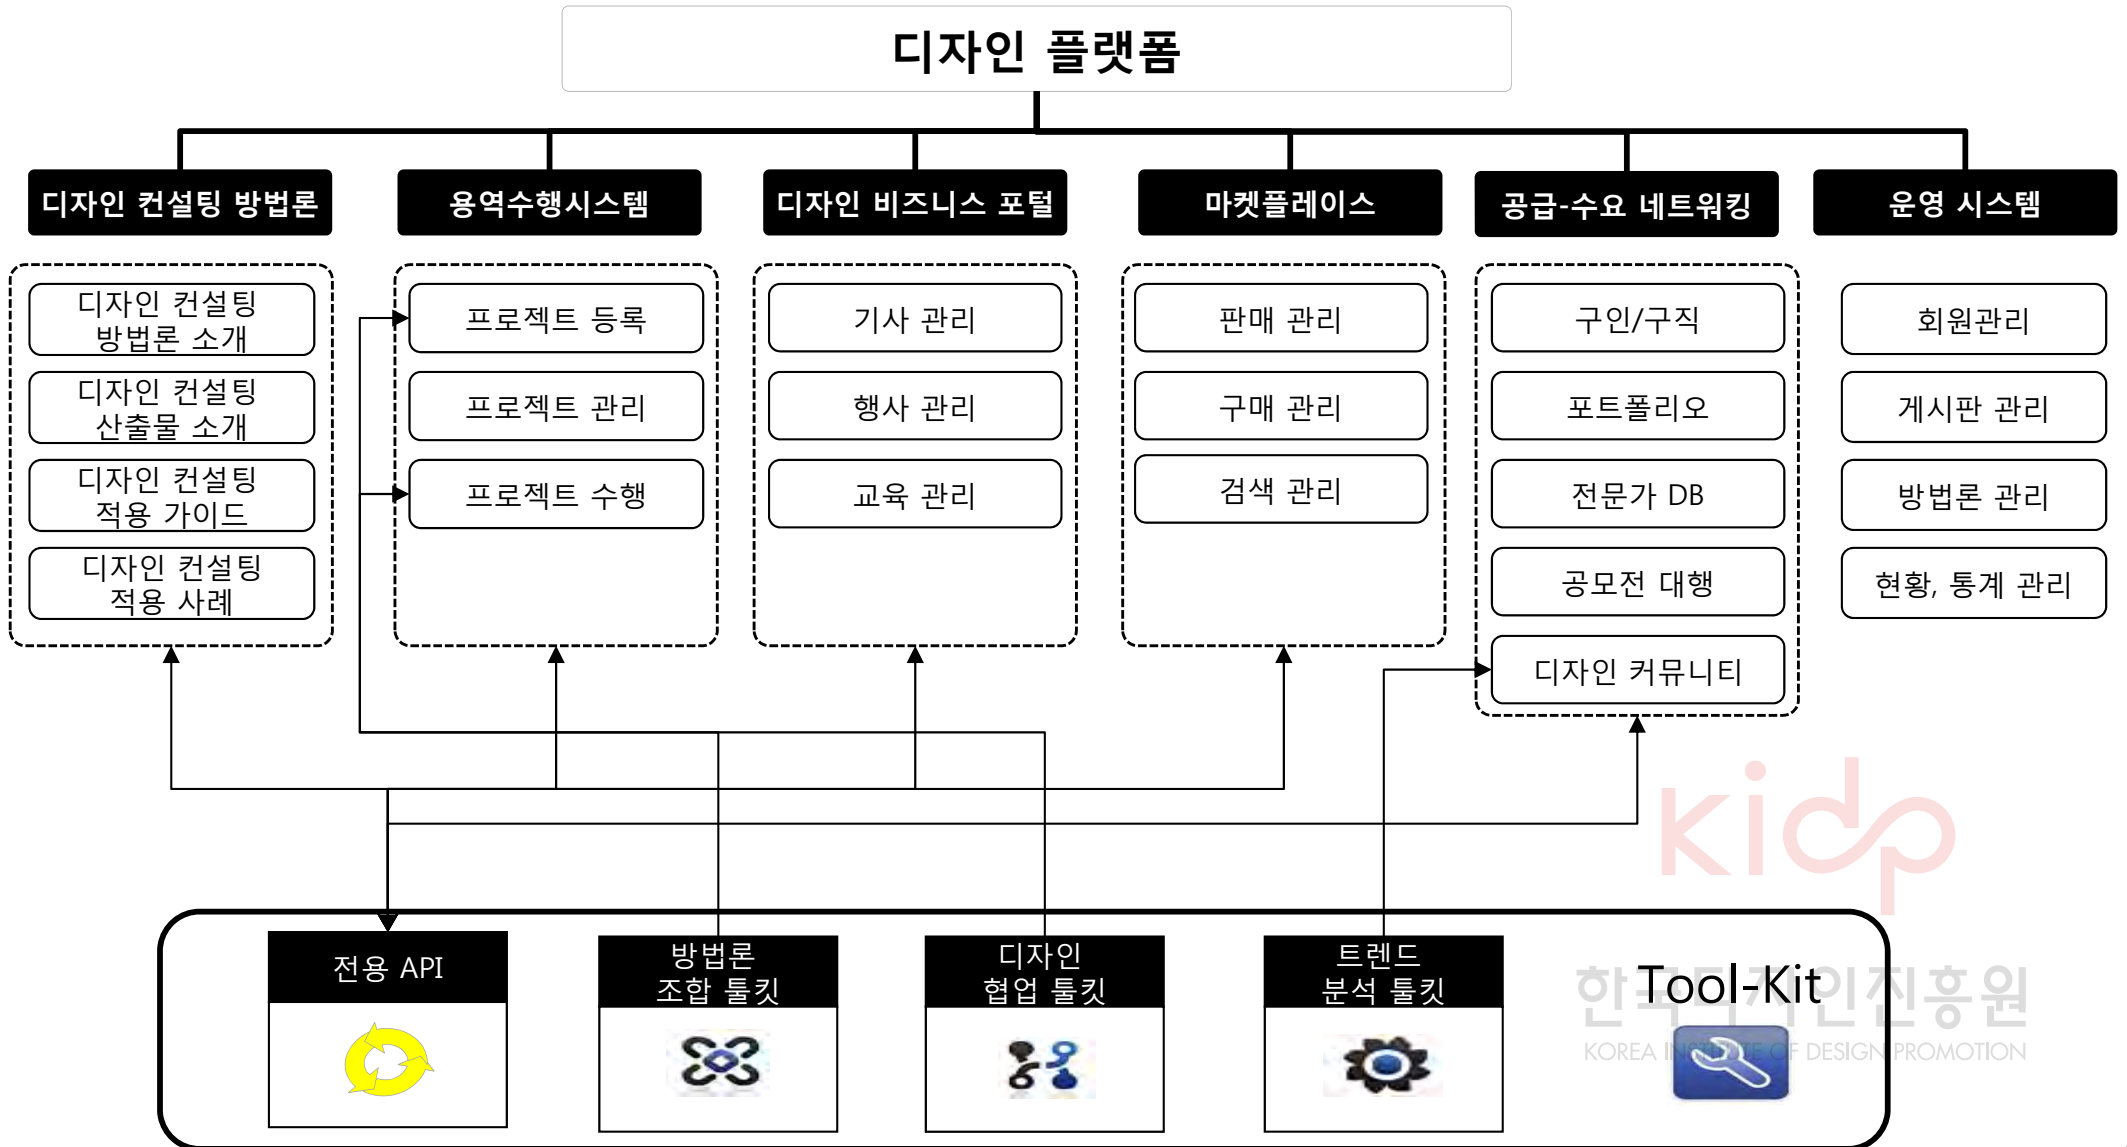 디자인 플랫폼
디자인 컨설팅 방법론
용역수행시스템
디자인 비즈니스 포털
마켓플레이스
공급-수요 네트워킹
운영 시스템
디자인 컨설팅
방법론 소개
디자인 컨설팅
산출물 소개
디자인 컨설팅
적용 가이드
디자인 컨설팅
적용 사례
프로젝트 등록
프로젝트 관리
프로젝트 수행
기사 관리
행사 관리
교육 관리
판매 관리
구매 관리
검색 관리
구인/구직
포트폴리오
전문가 DB
공모전 대행
디자인 커뮤니티
회원관리
게시판 관리
방법론 관리
현황, 통계 관리
kidp
한국디자인진흥원
KOREA INSTITUTE OF DESIGN PROMOTION
전용 API
방법론
조합 툴킷
디자인
협업 툴킷
트렌드
분석 툴킷
Tool-Kit